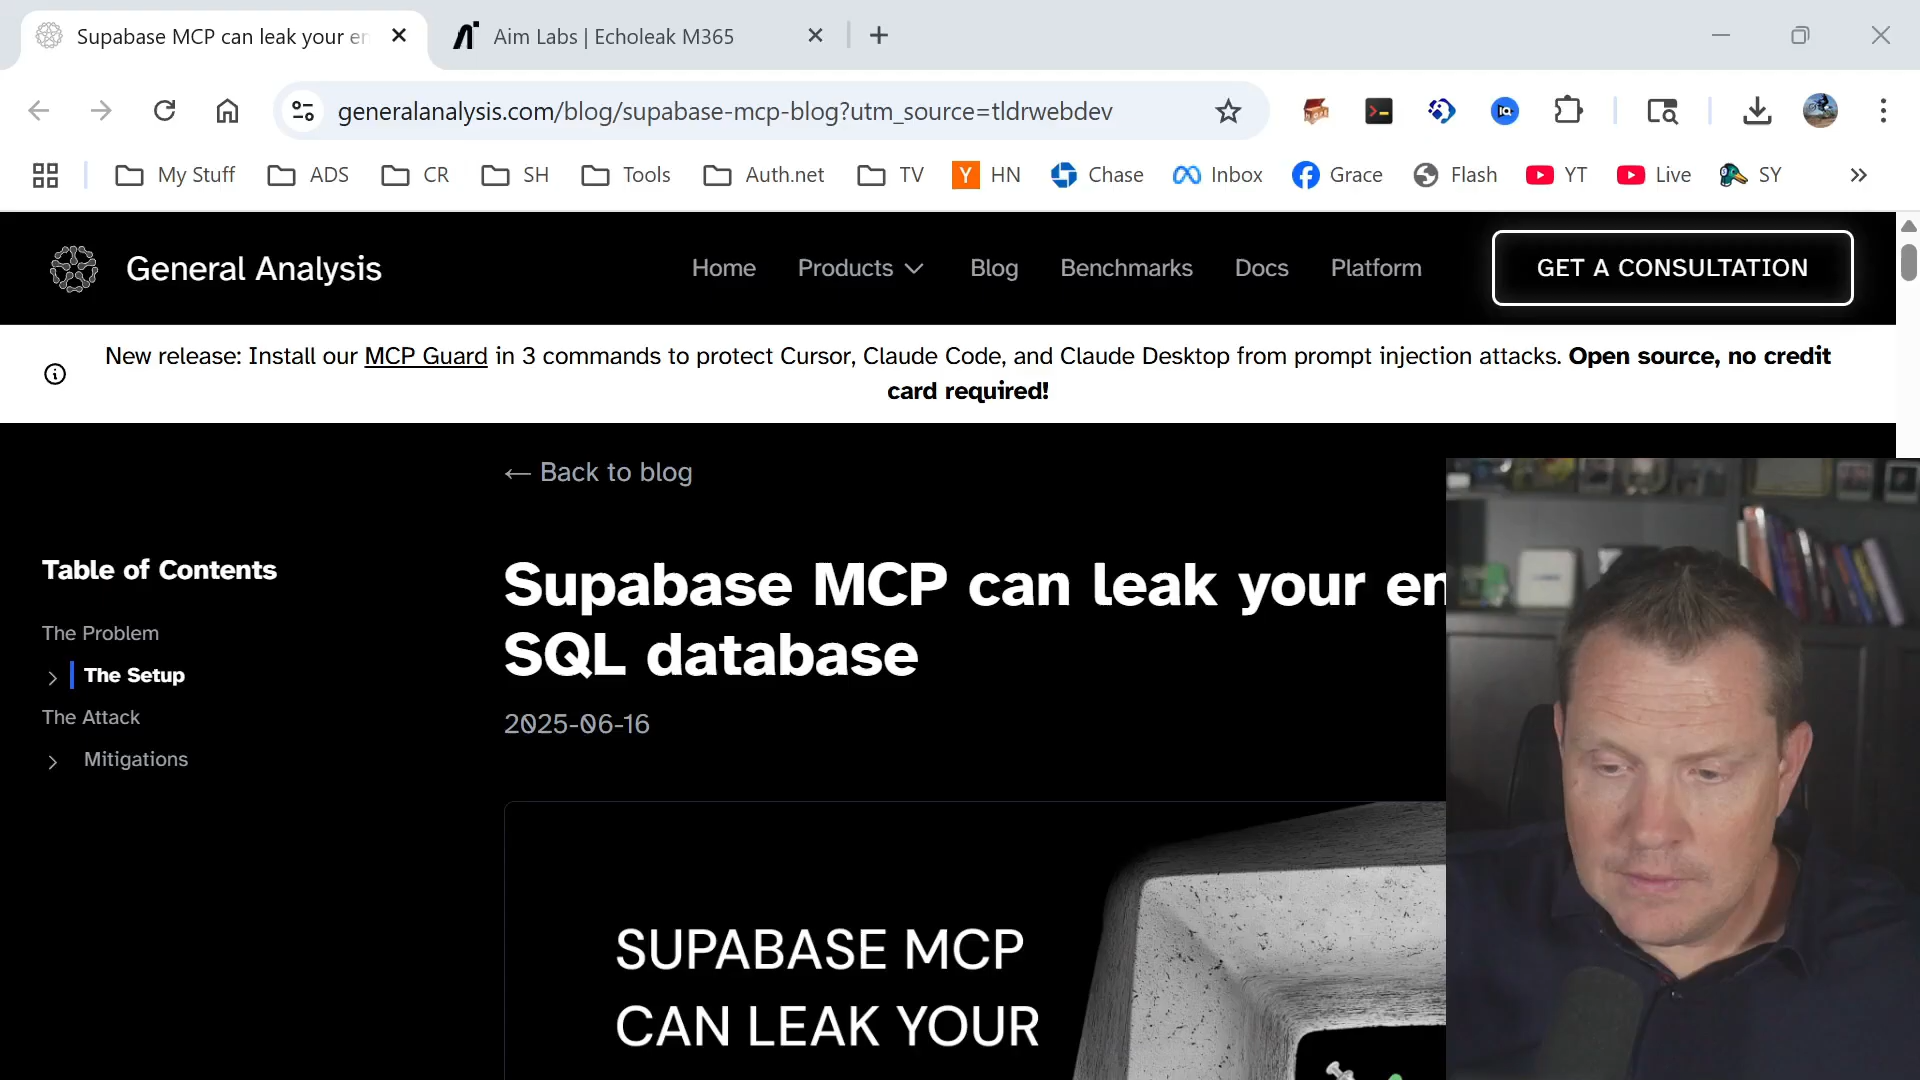 Supabase MCP can leak your en
Aim Labs | Echoleak M365
generalanalysis.com/blog/supabase-mcp-blog?utm_source=tldrwebdev
My Stuff
ADS
CR
SH
Tools
Auth.net
TV
Y HN
Chase
Inbox
Grace
Flash
YT
Live
SY
General Analysis
Home
Products
Blog
Benchmarks
Docs
Platform
GET A CONSULTATION
New release: Install our MCP Guard in 3 commands to protect Cursor, Claude Code, and Claude Desktop from prompt injection attacks. Open source, no credit
card required!
← Back to blog
Table of Contents
The Problem
The Setup
The Attack
Mitigations
Supabase MCP can leak your en
SQL database
2025-06-16
SUPABASE MCP
CAN LEAK YOUR